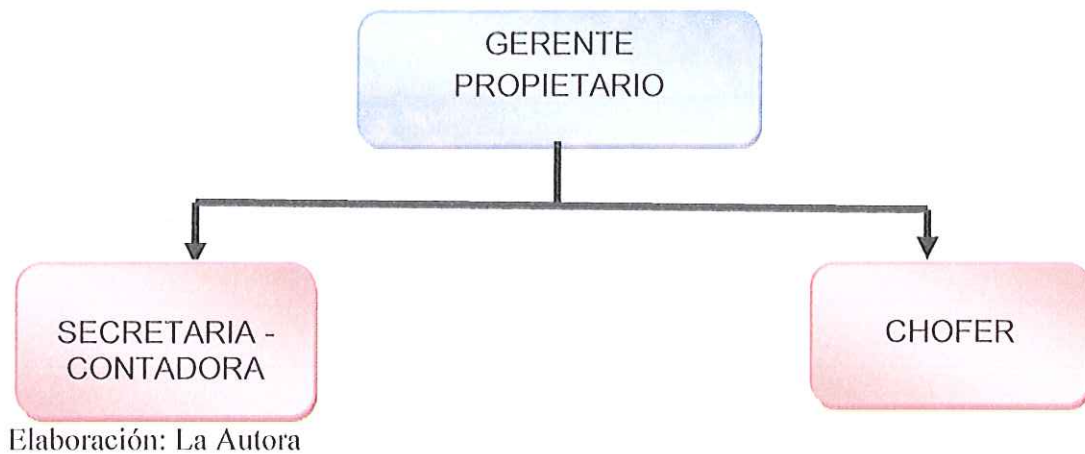 GERENTE
PROPIETARIO
SECRETARIA -
CONTADORA
CHOFER
Elaboración: La Autora